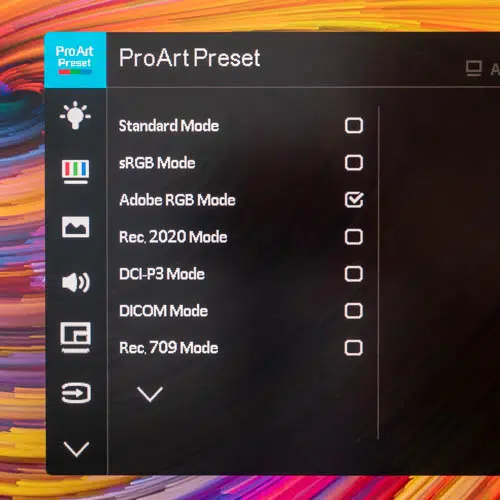 ProArt
Preset
ProArt Preset
Standard Mode
sRGB Mode
Adobe RGB Mode
Rec. 2020 Mode
DCI-P3 Mode
DICOM Mode
Rec. 709 Mode